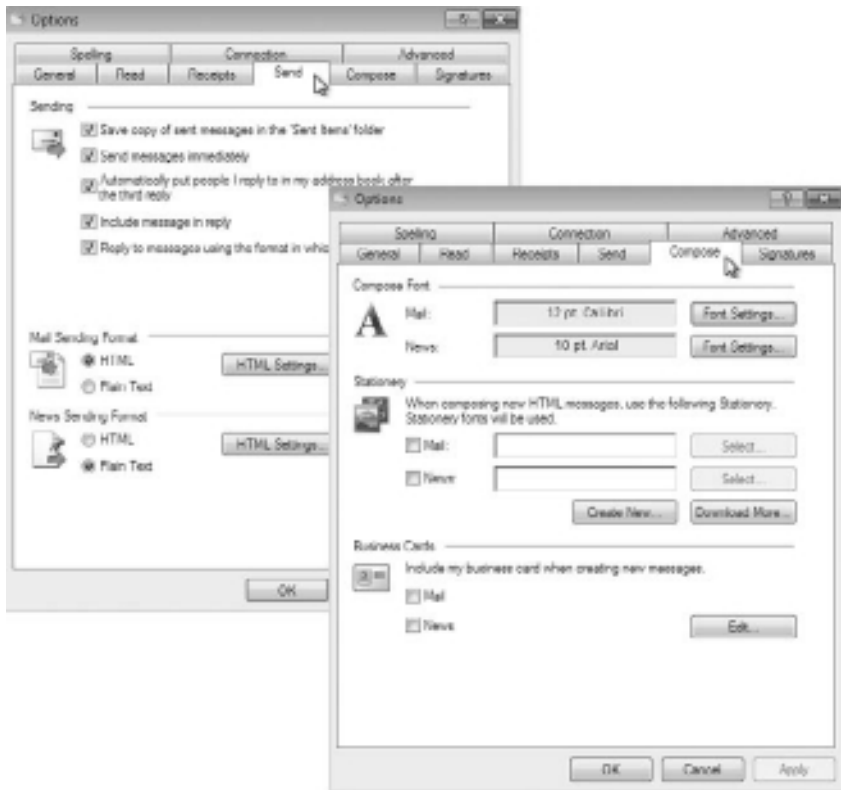 Options
Spelling Connection Advanced
General Read Receipts Send Compose Signatures
Sending
Save copy of sent messages in the 'Sent Items' folder
Send messages immediately
Automatically put people I reply to in my address book after
the third reply
Include message in reply
Reply to messages using the format in which
Mail Sending Format
HTML
HTML Settings...
Plain Text
News Sending Format
HTML
HTML Settings...
Plain Text
OK
Options
Spelling Connection Advanced
General Read Receipts Send Compose Signatures
Compose Font
Mail: 12 pt. Calibri Font Settings...
A
News: 10 pt. Arial Font Settings...
Stationery
When composing new HTML messages, use the following Stationery.
Stationery fonts will be used.
Mail: Select...
News: Select...
Create New... Download More...
Business Cards
Include my business card when creating new messages.
Mail
News Edit...
OK Cancel Apply